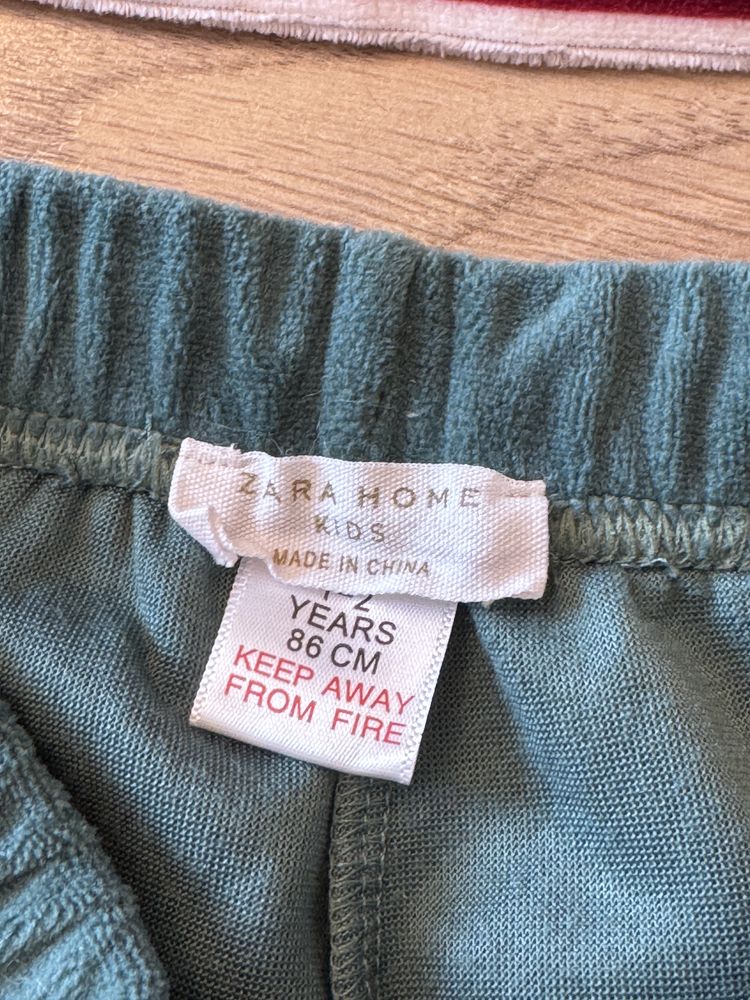 ZARA HOME
KIDS
MADE IN CHINA
YEARS
86 CM
KEEP AWAY
FROM FIRE